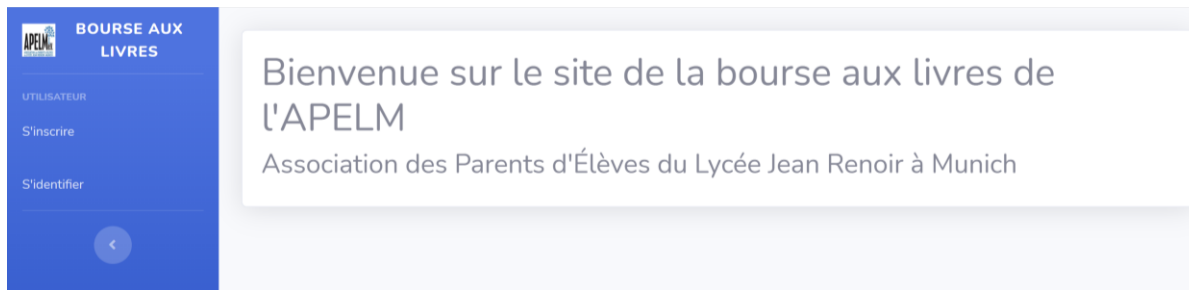 APELM
BOURSE AUX
LIVRES
UTILISATEUR
S'inscrire
S'identifier
Bienvenue sur le site de la bourse aux livres de
l'APELM
Association des Parents d'Élèves du Lycée Jean Renoir à Munich